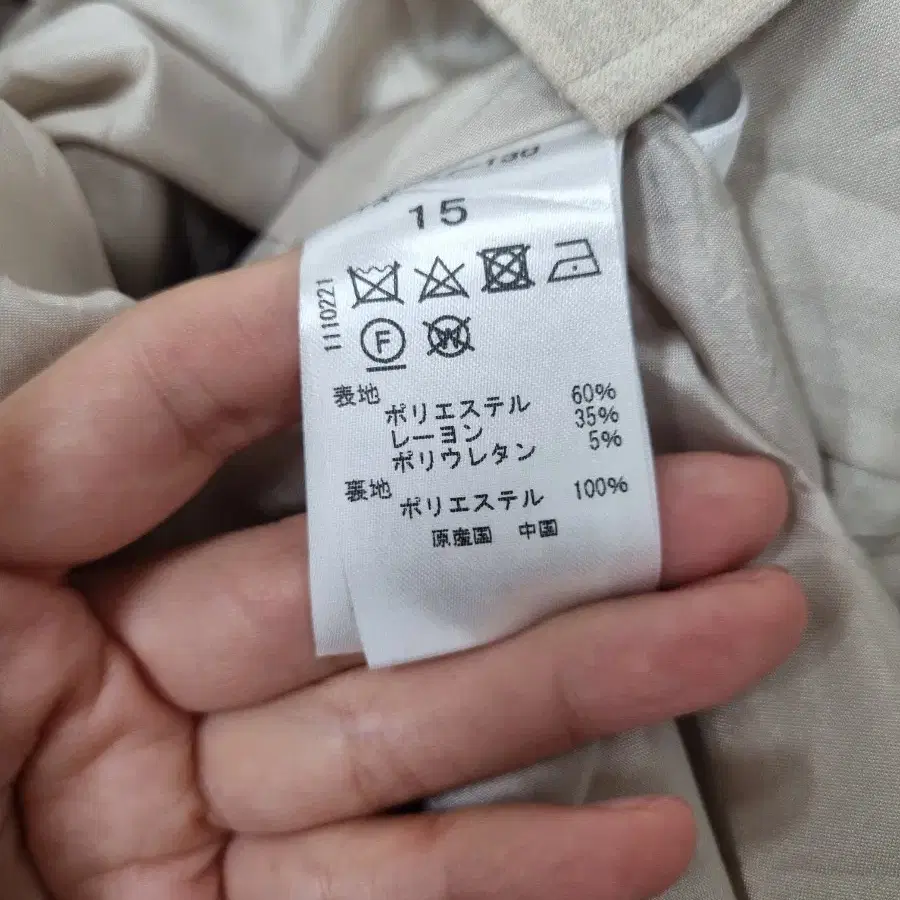 15
1110221
F
W
表地
ポリエステル 60%
レーヨン 35%
ポリウレタン 5%
裏地
ポリエステル 100%
原産国 中国